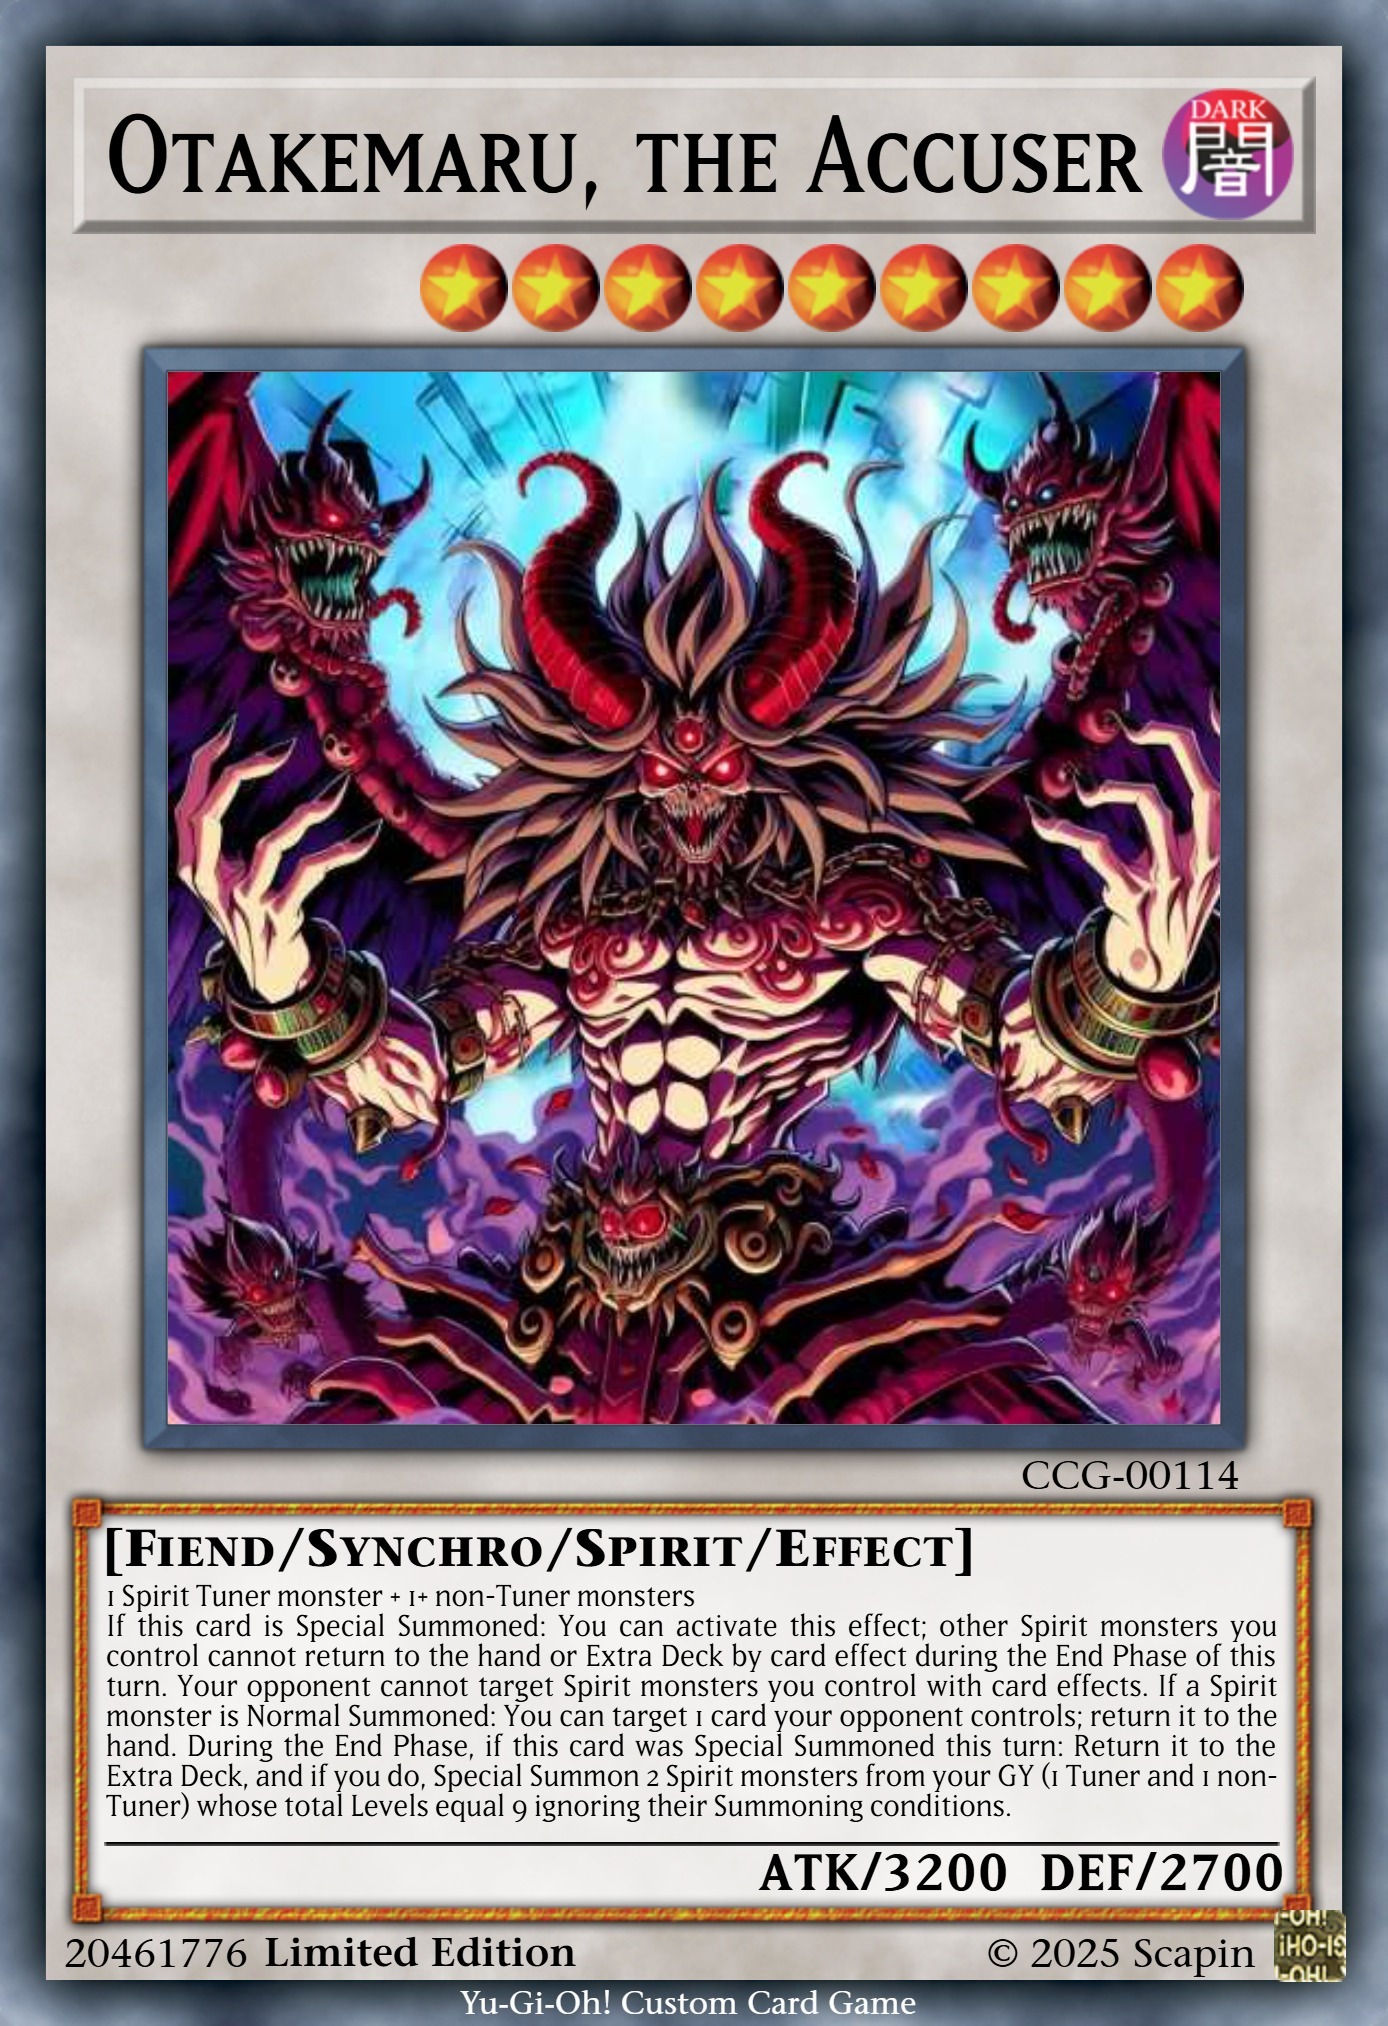 Otakemaru, the Accuser
DARK
闇
CCG-00114
[Fiend/Synchro/Spirit/Effect]
1 Spirit Tuner monster + 1+ non-Tuner monsters
If this card is Special Summoned: You can activate this effect; other Spirit monsters you
control cannot return to the hand or Extra Deck by card effect during the End Phase of this
turn. Your opponent cannot target Spirit monsters you control with card effects. If a Spirit
monster is Normal Summoned: You can target 1 card your opponent controls; return it to the
hand. During the End Phase, if this card was Special Summoned this turn: Return it to the
Extra Deck, and if you do, Special Summon 2 Spirit monsters from your GY (1 Tuner and 1 non-
Tuner) whose total Levels equal 9 ignoring their Summoning conditions.
ATK/3200 DEF/2700
20461776 Limited Edition
© 2025 Scapin
Yu-Gi-Oh! Custom Card Game